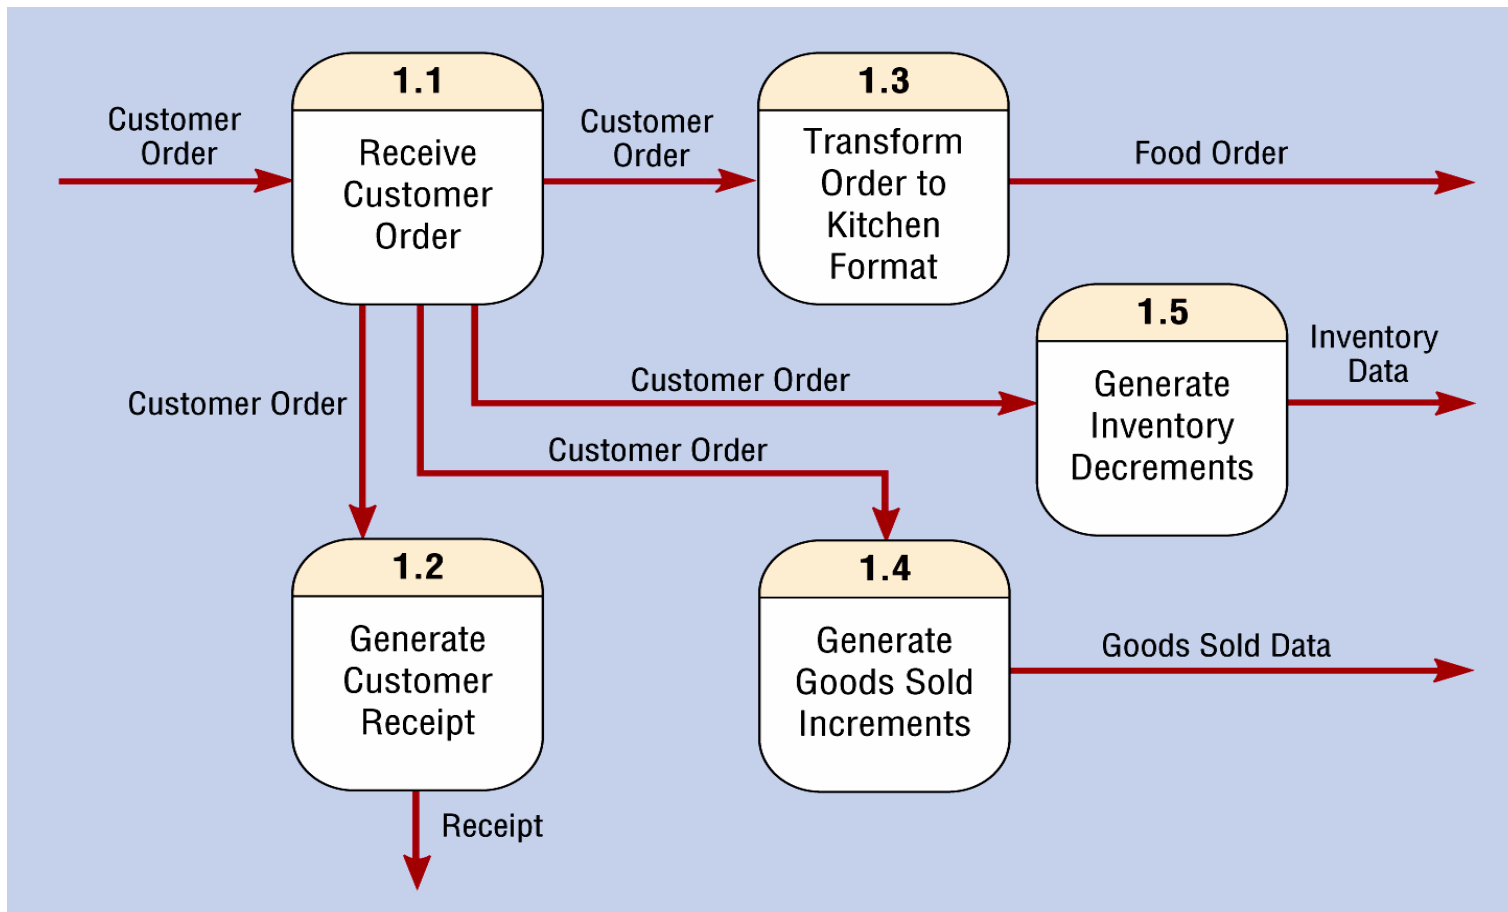 1.1
1.3
Customer
Order
Receive
Customer
Order
Customer
Order
Transform
Order to
Kitchen
Format
Food Order
1.5
Inventory
Data
Generate
Inventory
Decrements
Customer Order
Customer Order
Customer Order
1.2
1.4
Generate
Customer
Receipt
Generate
Goods Sold
Increments
Goods Sold Data
Receipt